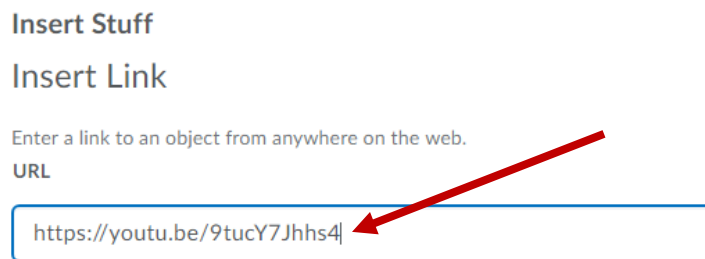 Insert Stuff
Insert Link
Enter a link to an object from anywhere on the web.
URL
https://youtu.be/9tucY7Jhhs4